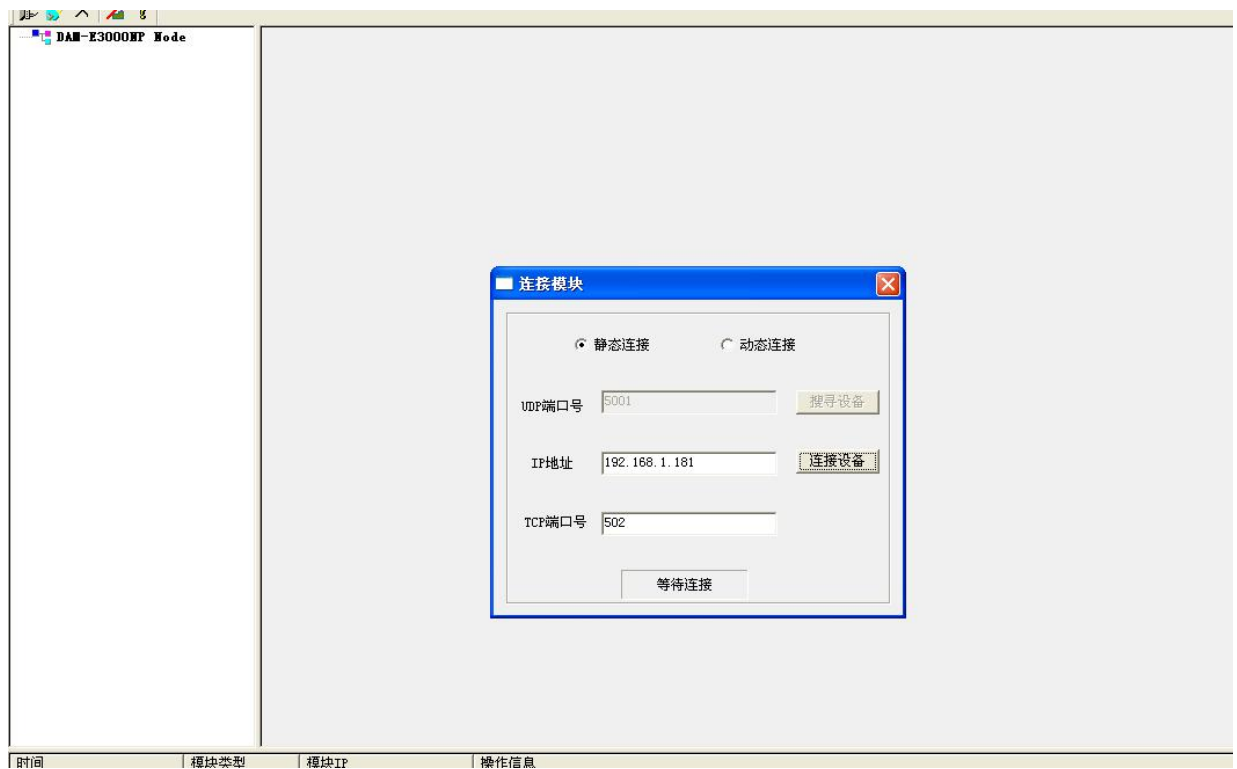 DAM-E3000NP Node
连接模块
静态连接 动态连接
UDP端口号 5001 搜寻设备
IP地址 192.168.1.181 连接设备
TCP端口号 502
等待连接
时间 模块类型 模块IP 操作信息